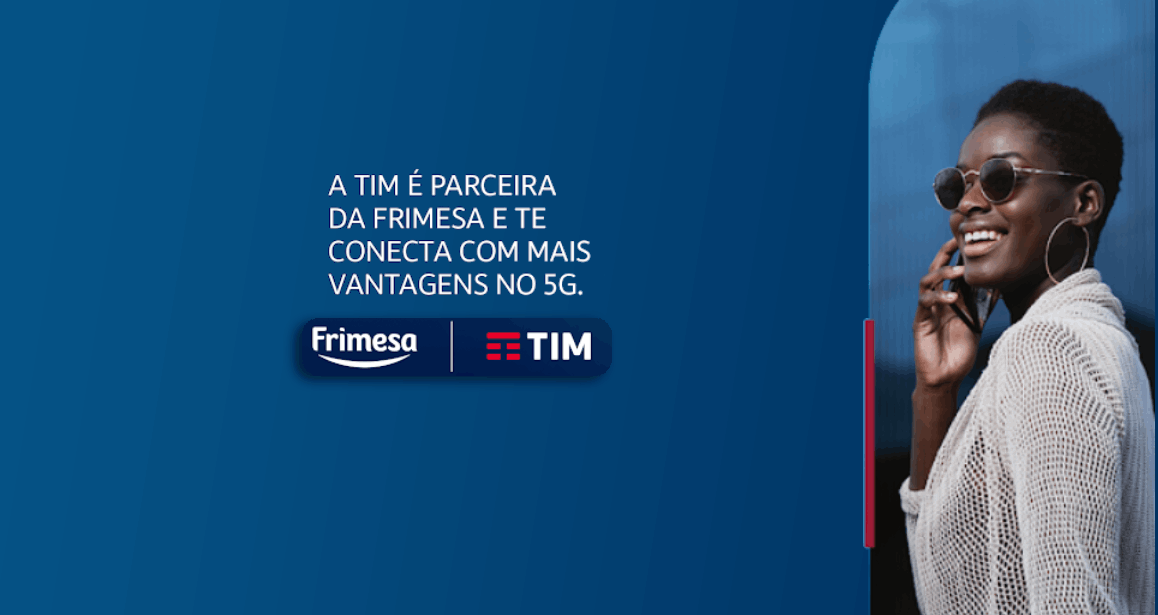 A TIM É PARCEIRA
DA FRIMESA E TE
CONECTA COM MAIS
VANTAGENS NO 5G.
Frimesa TIM